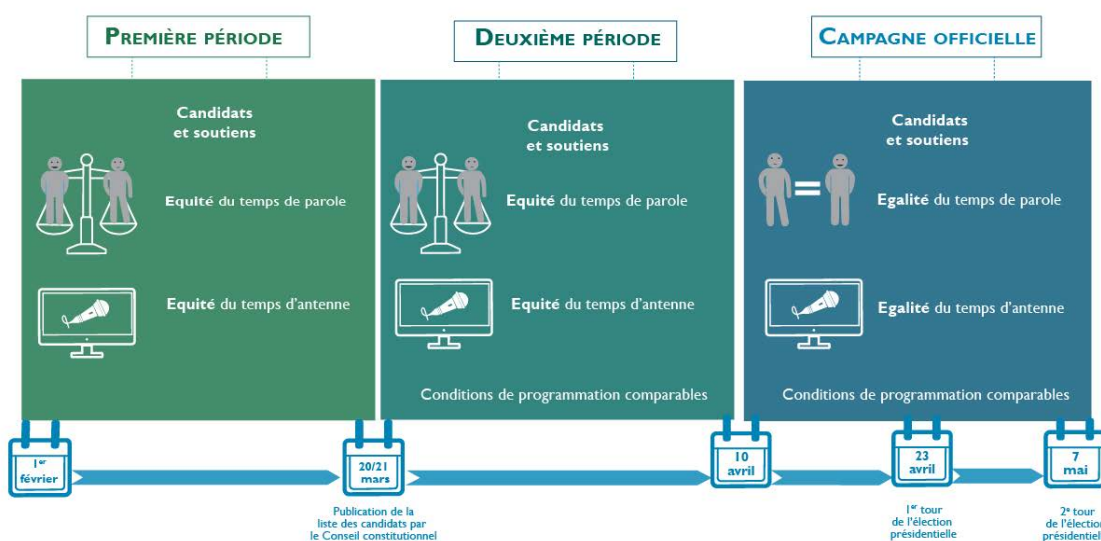 PREMIÈRE PÉRIODE
Candidats
et soutiens
Equité du temps de parole
Equité du temps d'antenne
DEUXIÈME PÉRIODE
Candidats
et soutiens
Equité du temps de parole
Equité du temps d'antenne
Conditions de programmation comparables
CAMPAGNE OFFICIELLE
Candidats
et soutiens
Egalité du temps de parole
Egalité du temps d'antenne
Conditions de programmation comparables
1er
février
20/21
mars
10
avril
23
avril
7
mai
Publication de la
liste des candidats par
le Conseil constitutionnel
1er tour
de l'élection
présidentielle
2e tour
de l'élection
présidentiell